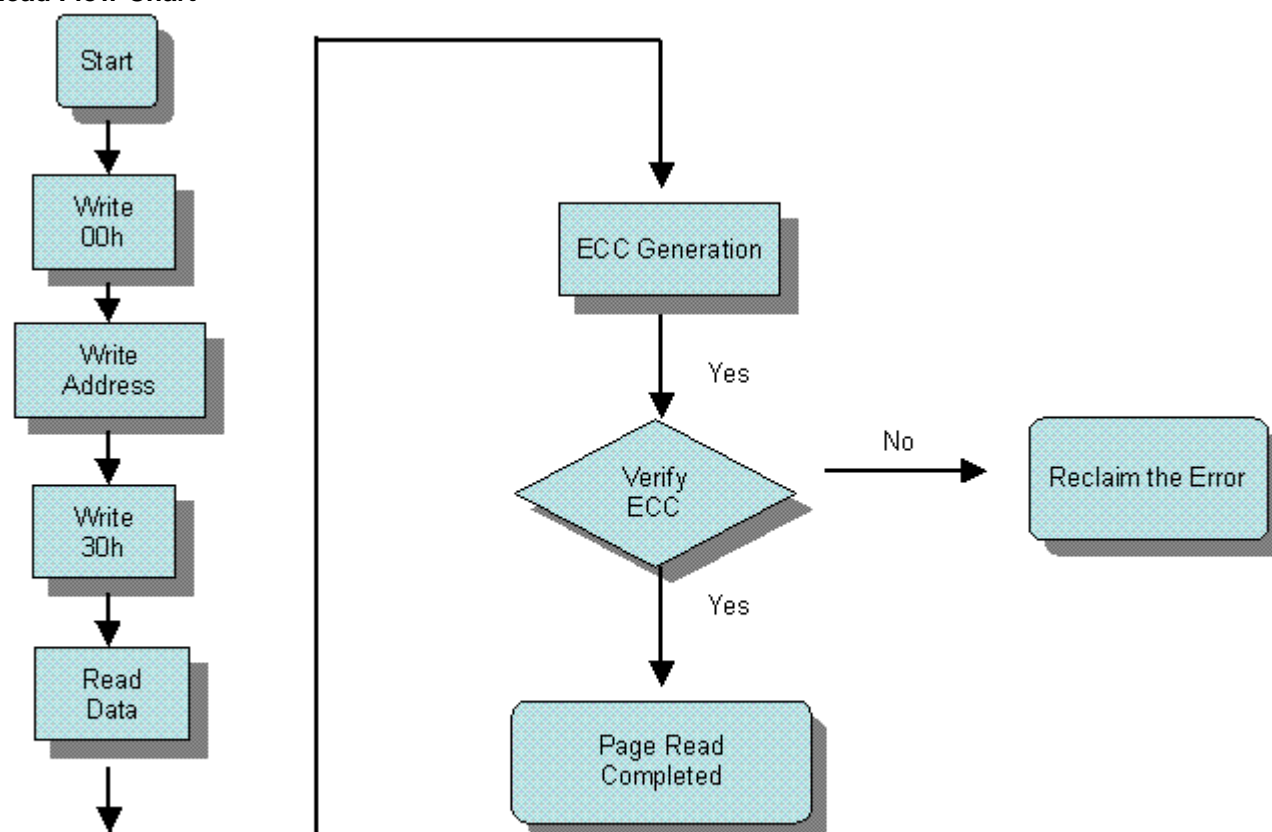 Read Flow Chart
Start
Write
00h
Write
Address
Write
30h
Read
Data
ECC Generation
Yes
Verify
ECC
No
Reclaim the Error
Yes
Page Read
Completed